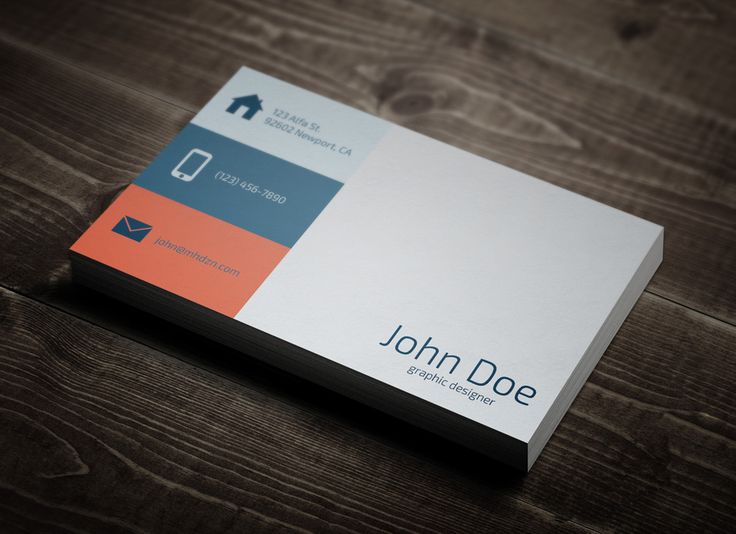 123 Alfa St.
92602 Newport, CA
(123) 456-7890
john@mhdzn.com
John Doe
graphic designer